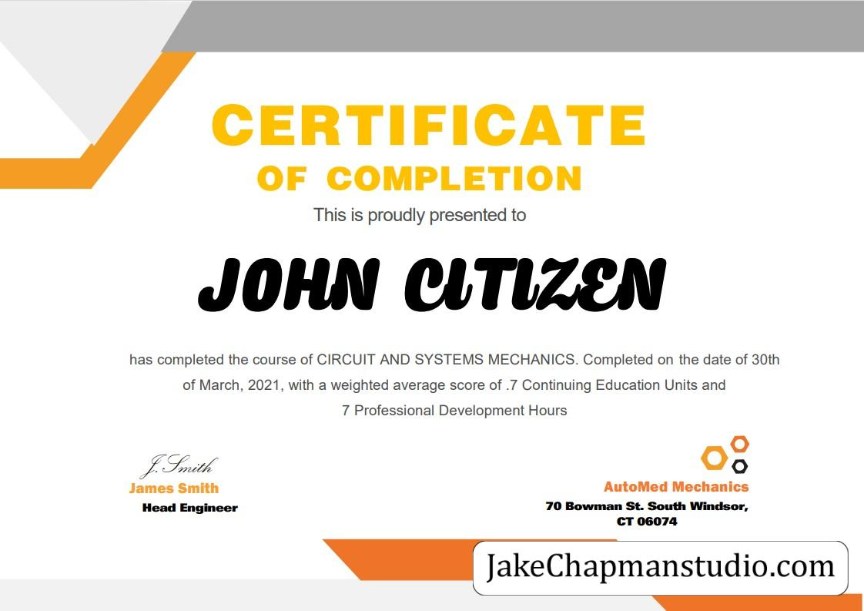 CERTIFICATE
OF COMPLETION
This is proudly presented to
JOHN CITIZEN
has completed the course of CIRCUIT AND SYSTEMS MECHANICS. Completed on the date of 30th
of March, 2021, with a weighted average score of .7 Continuing Education Units and
7 Professional Development Hours
J. Smith
James Smith
Head Engineer
AutoMed Mechanics
70 Bowman St. South Windsor,
CT 06074
JakeChapmanstudio.com